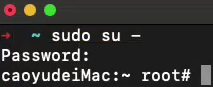 ➜ ~ sudo su -
Password:
caoyudeiMac:~ root#